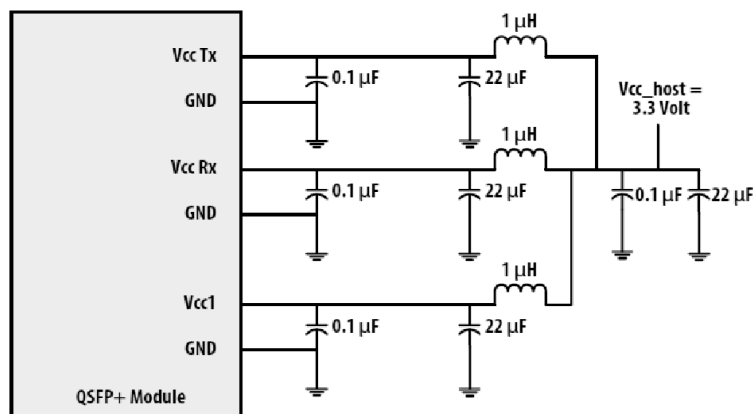 1 µH
Vcc Tx
0.1 µF
22 µF
GND
Vcc_host =
3.3 Volt
1 µH
Vcc Rx
0.1 µF
22 µF
0.1 µF
22 µF
GND
1 µH
Vcc1
0.1 µF
22 µF
GND
QSFP+ Module